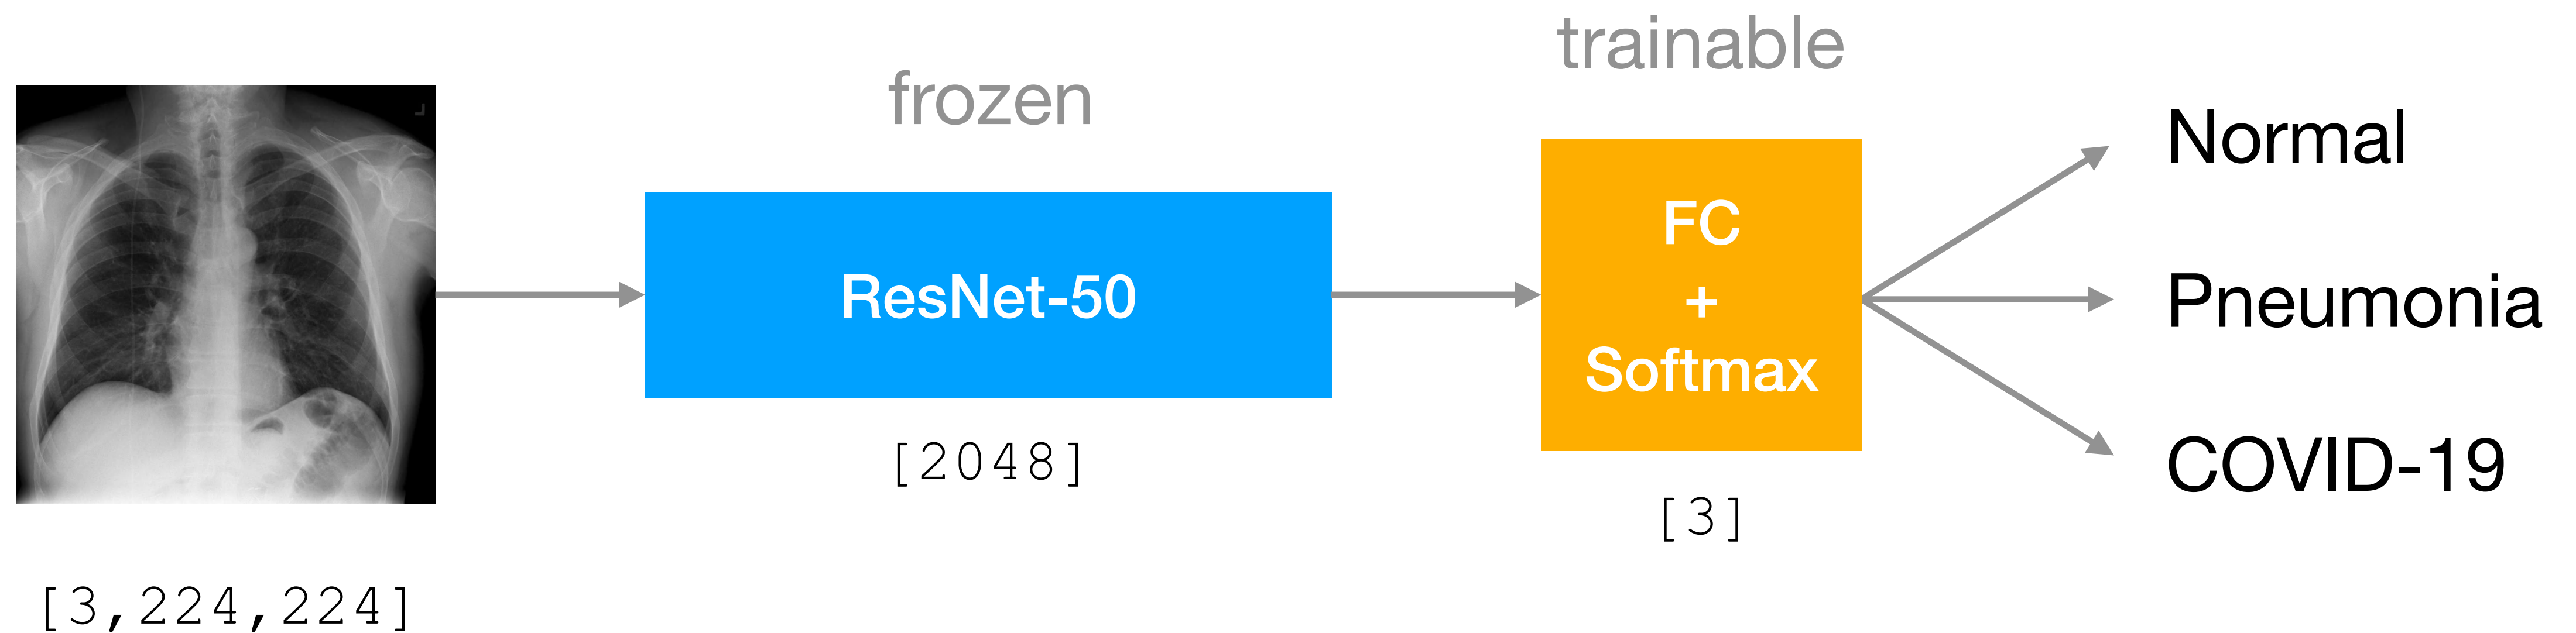 trainable
frozen
ResNet-50
FC
+
Softmax
Normal
Pneumonia
COVID-19
[2048]
[3]
[3,224,224]